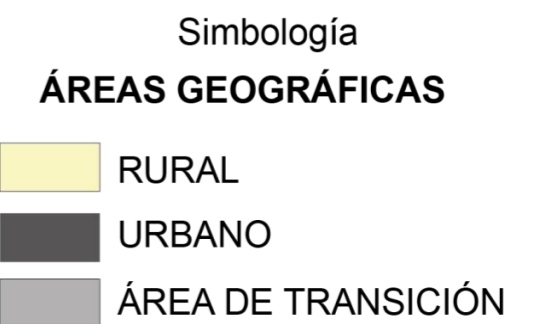 Simbología
ÁREAS GEOGRÁFICAS
RURAL
URBANO
ÁREA DE TRANSICIÓN